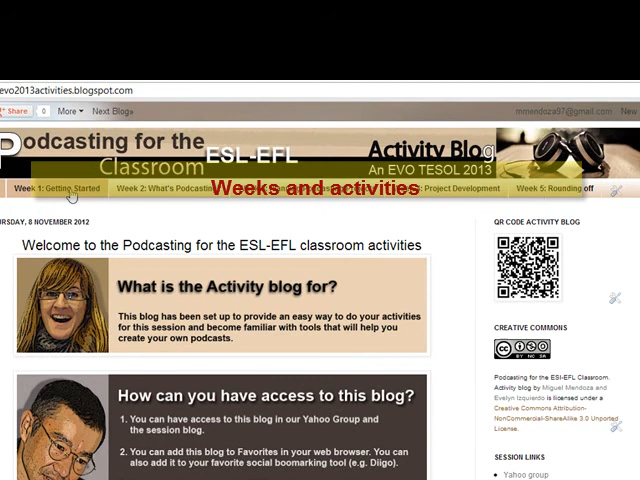 evo2013activities.blogspot.com
Share 0 More Next Blog» mmendoza97@gmail.com New
Podcasting for the
Classroom ESL-EFL
Activity Blog
An EVO TESOL 2013
Week 1: Getting Started Week 2: What's Podcasting : Project Development Week 5: Rounding off
Weeks and activities
URSDAY, 8 NOVEMBER 2012
Welcome to the Podcasting for the ESL-EFL classroom activities
What is the Activity blog for?
This blog has been set up to provide an easy way to do your activities
for this session and become familiar with tools that will help you
create your own podcasts.
How can you have access to this blog?
1. You can have access to this blog in our Yahoo Group and
the session blog.
2. You can add this blog to Favorites in your web browser. You can
also add it to your favorite social boomarking tool (e.g. Diigo).
QR CODE ACTIVITY BLOG
CREATIVE COMMONS
cc BY NC SA
Podcasting for the ESl-EFL Classroom.
Activity blog by Miguel Mendoza and
Evelyn Izquierdo is licensed under a
Creative Commons Attribution-
NonCommercial-ShareAlike 3.0 Unported
License.
SESSION LINKS
Yahoo group